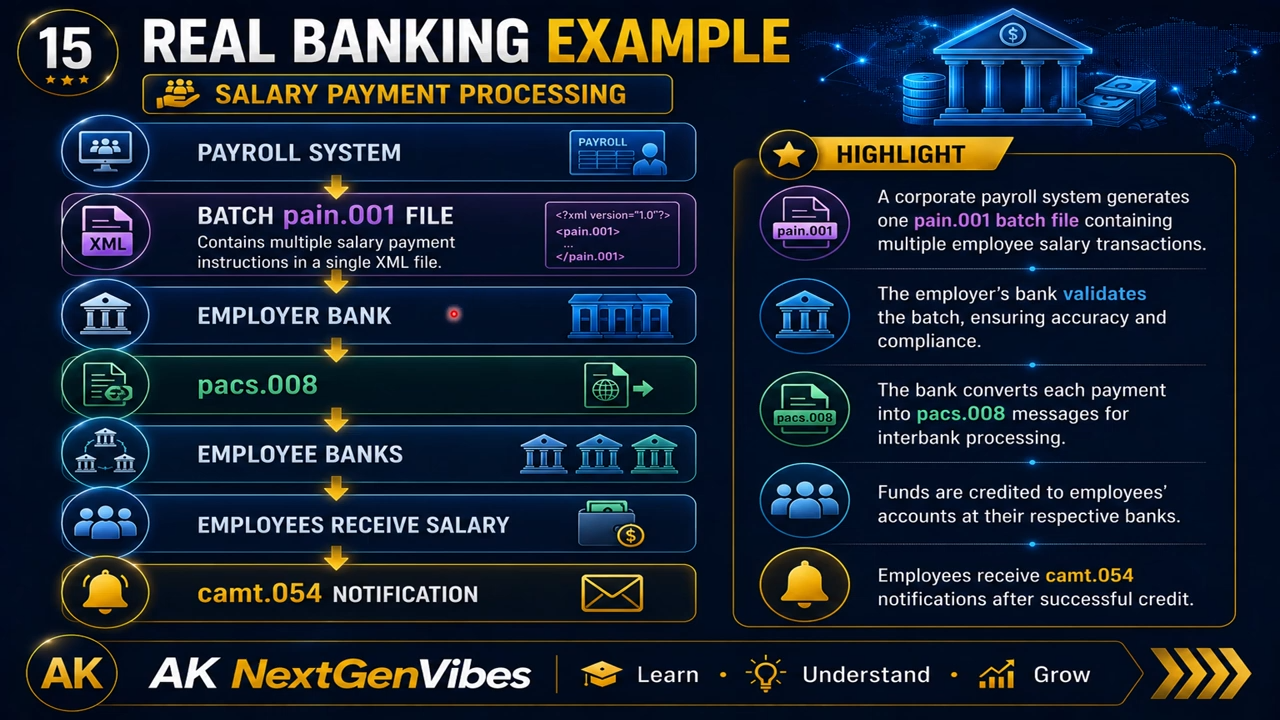 15
REAL BANKING EXAMPLE
SALARY PAYMENT PROCESSING
PAYROLL SYSTEM
PAYROLL
XML
BATCH pain.001 FILE
Contains multiple salary payment
instructions in a single XML file.
<?xml version="1.0"?>
<pain.001>
...
</pain.001>
EMPLOYER BANK
pacs.008
EMPLOYEE BANKS
EMPLOYEES RECEIVE SALARY
$
camt.054 NOTIFICATION
$
HIGHLIGHT
pain.001
A corporate payroll system generates
one pain.001 batch file containing
multiple employee salary transactions.
The employer's bank validates
the batch, ensuring accuracy and
compliance.
pacs.008
The bank converts each payment
into pacs.008 messages for
interbank processing.
Funds are credited to employees'
accounts at their respective banks.
Employees receive camt.054
notifications after successful credit.
AK
AK NextGenVibes
Learn • Understand • Grow